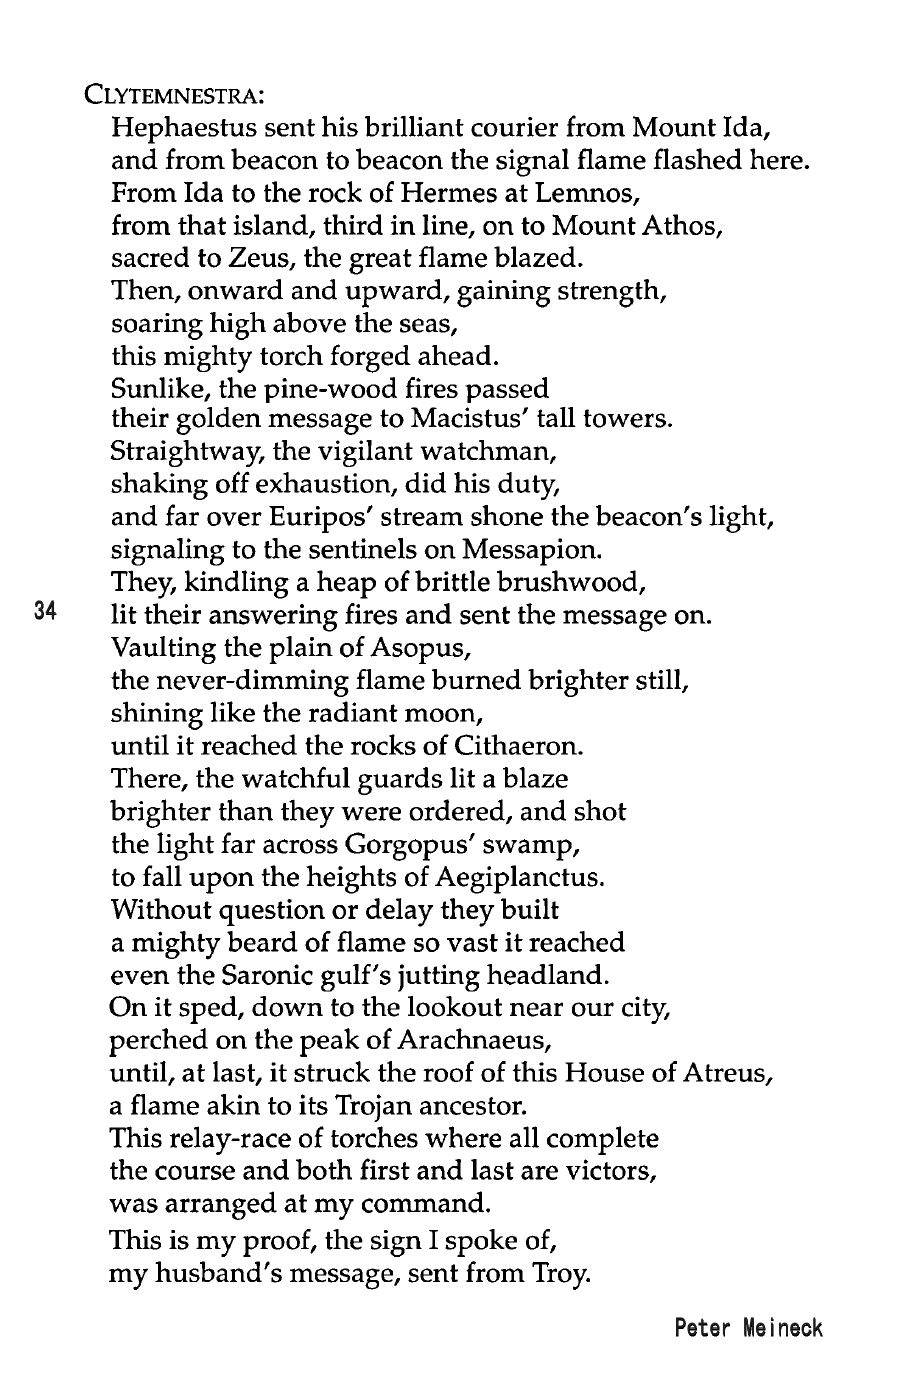 CLYTEMNESTRA:
Hephaestus sent his brilliant courier from Mount Ida,
and from beacon to beacon the signal flame flashed here.
From Ida to the rock of Hermes at Lemnos,
from that island, third in line, on to Mount Athos,
sacred to Zeus, the great flame blazed.
Then, onward and upward, gaining strength,
soaring high above the seas,
this mighty torch forged ahead.
Sunlike, the pine-wood fires passed
their golden message to Macistus' tall towers.
Straightway, the vigilant watchman,
shaking off exhaustion, did his duty,
and far over Euripos' stream shone the beacon's light,
signaling to the sentinels on Messapion.
They, kindling a heap of brittle brushwood,
34 lit their answering fires and sent the message on.
Vaulting the plain of Asopus,
the never-dimming flame burned brighter still,
shining like the radiant moon,
until it reached the rocks of Cithaeron.
There, the watchful guards lit a blaze
brighter than they were ordered, and shot
the light far across Gorgopus' swamp,
to fall upon the heights of Aegiplanctus.
Without question or delay they built
a mighty beard of flame so vast it reached
even the Saronic gulf's jutting headland.
On it sped, down to the lookout near our city,
perched on the peak of Arachnaeus,
until, at last, it struck the roof of this House of Atreus,
a flame akin to its Trojan ancestor.
This relay-race of torches where all complete
the course and both first and last are victors,
was arranged at my command.
This is my proof, the sign I spoke of,
my husband's message, sent from Troy.
Peter Meineck